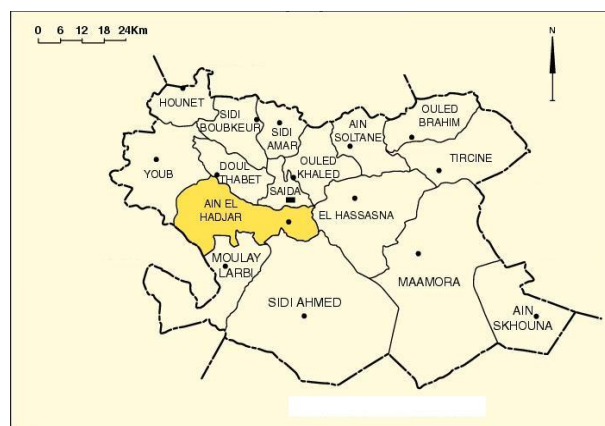 0 6 12 18 24Km
N
HOUNET
SIDI
BOUBKEUR
SIDI
AMAR
AIN
SOLTANE
OULED
BRAHIM
TIRCINE
YOUB
DOUI
THABET
OULED
KHALED
SAIDA
AIN EL
HADJAR
EL HASSASNA
MOULAY
LARBI
SIDI AHMED
MAAMORA
AIN
SKHOUNA